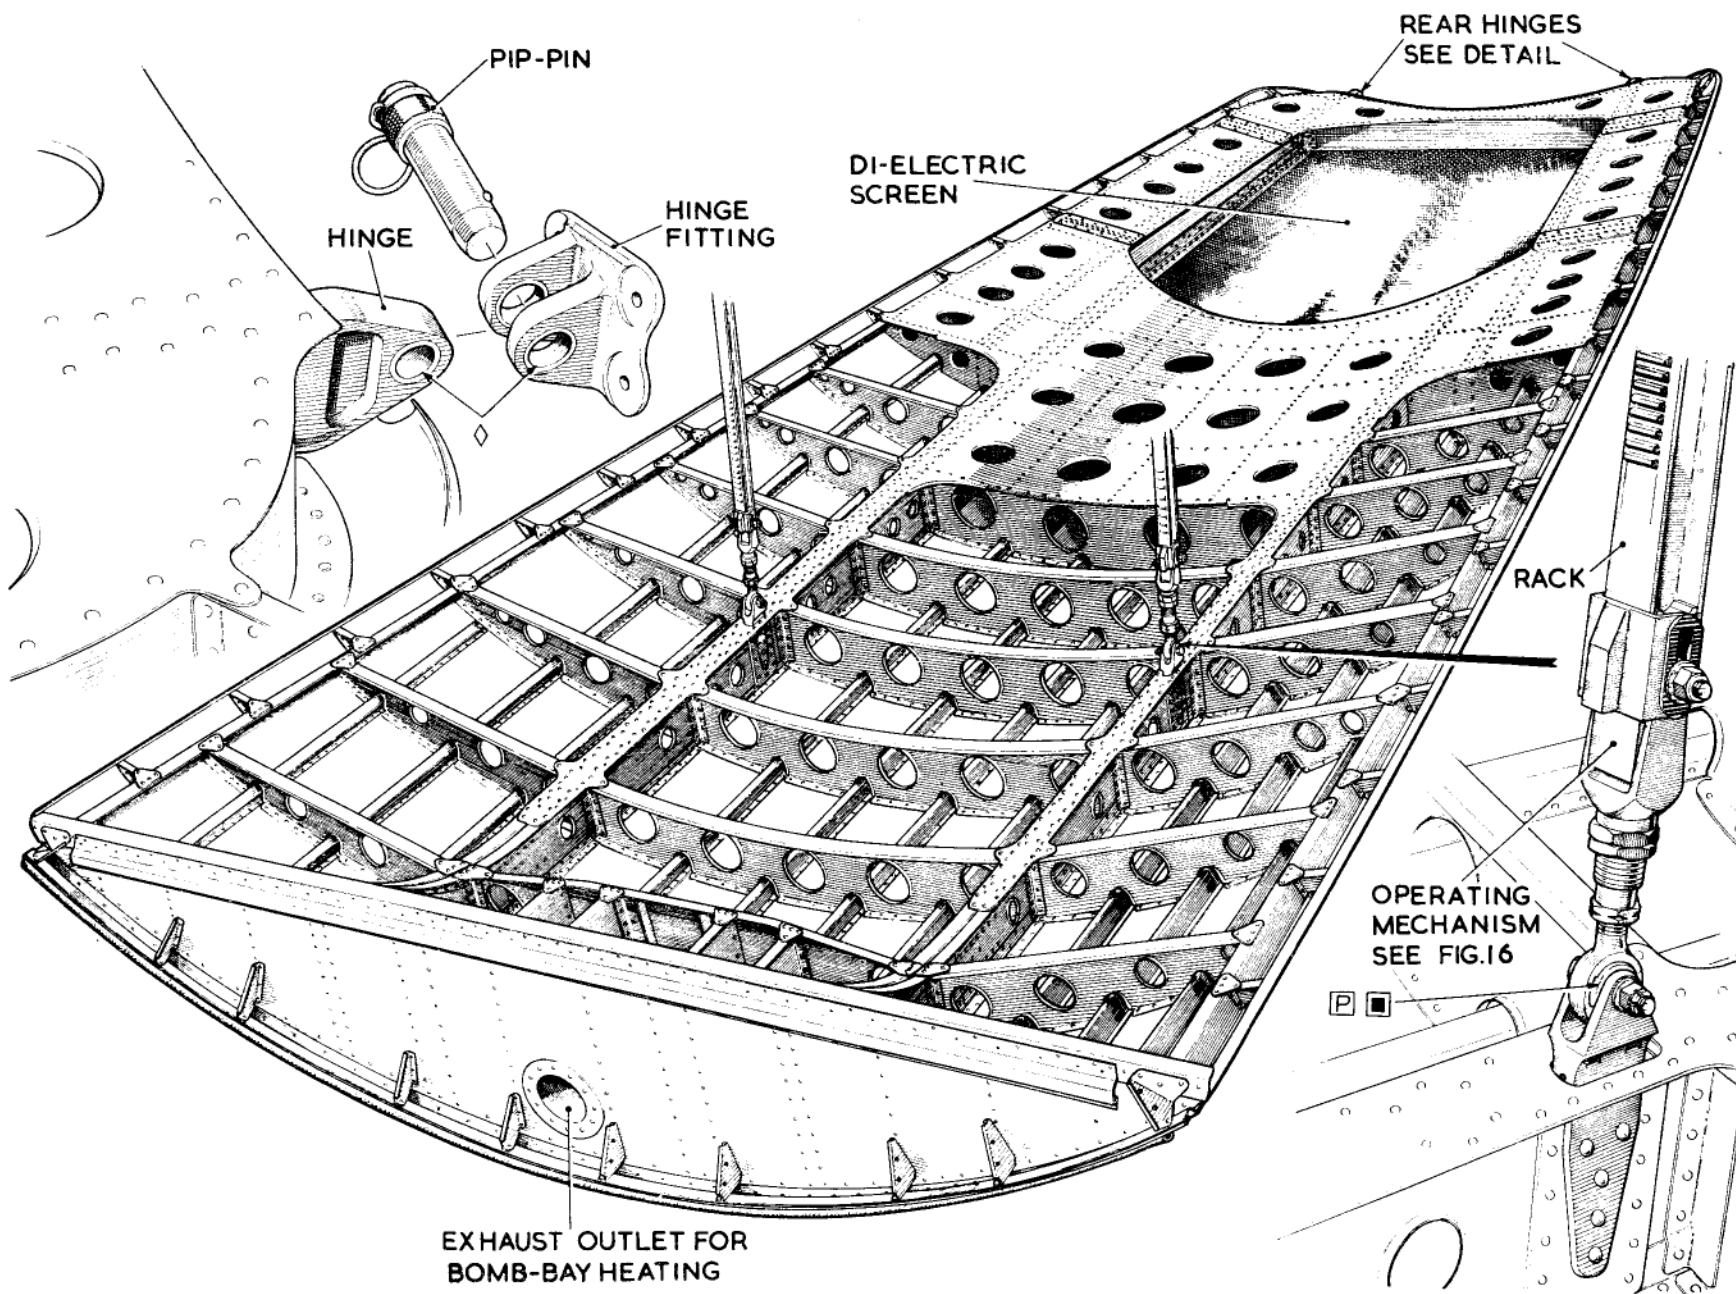 PIP-PIN
REAR HINGES
SEE DETAIL
DI-ELECTRIC
SCREEN
HINGE
FITTING
HINGE
RACK
OPERATING
MECHANISM
SEE FIG.16
P
EXHAUST OUTLET FOR
BOMB-BAY HEATING